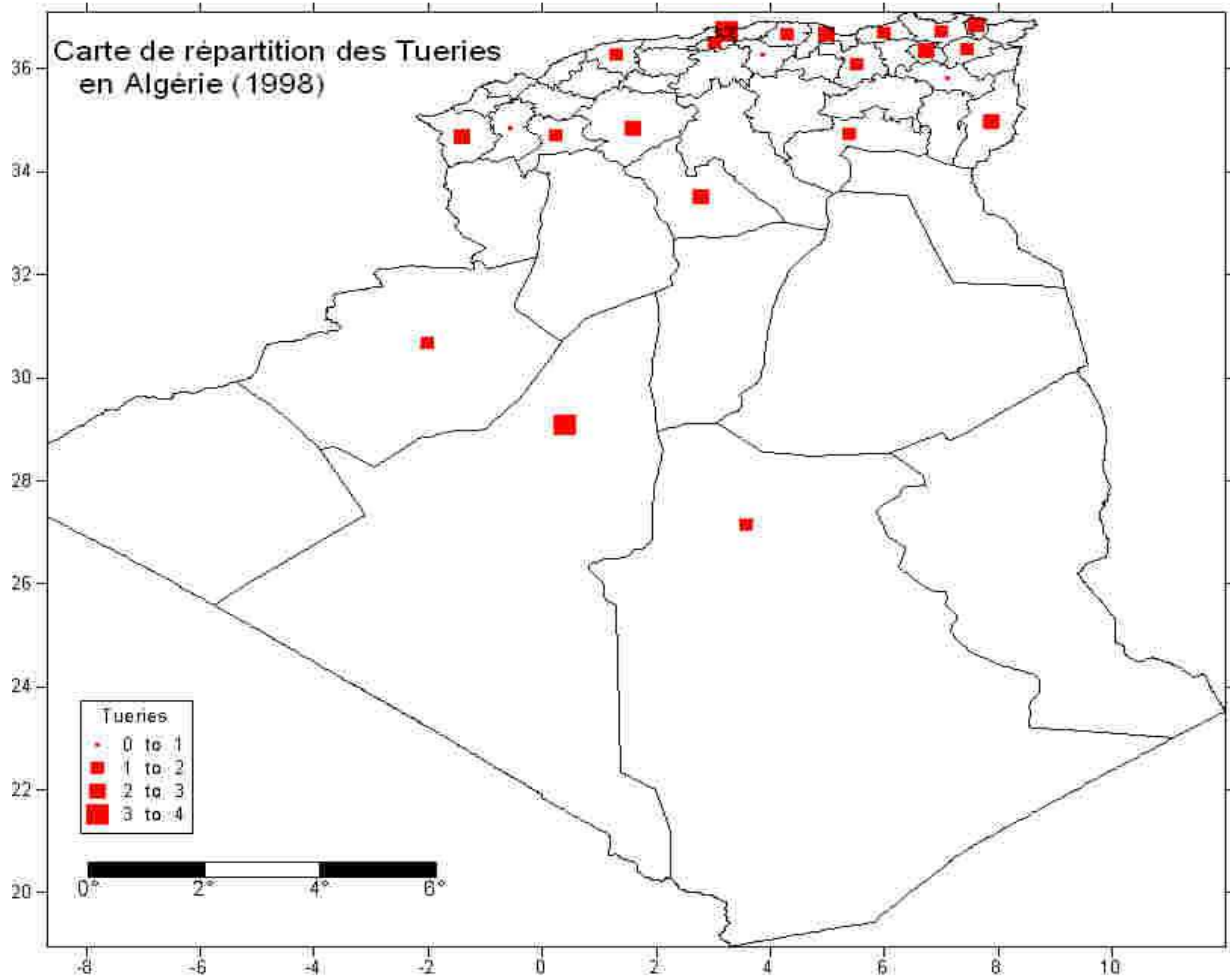 Carte de répartition des Tueries
en Algérie (1998)
36
34
32
30
28
26
24
22
20
Tueries
0 to 1
1 to 2
2 to 3
3 to 4
0° 2° 4° 6°
-8 -6 -4 -2 0 2 4 6 8 10